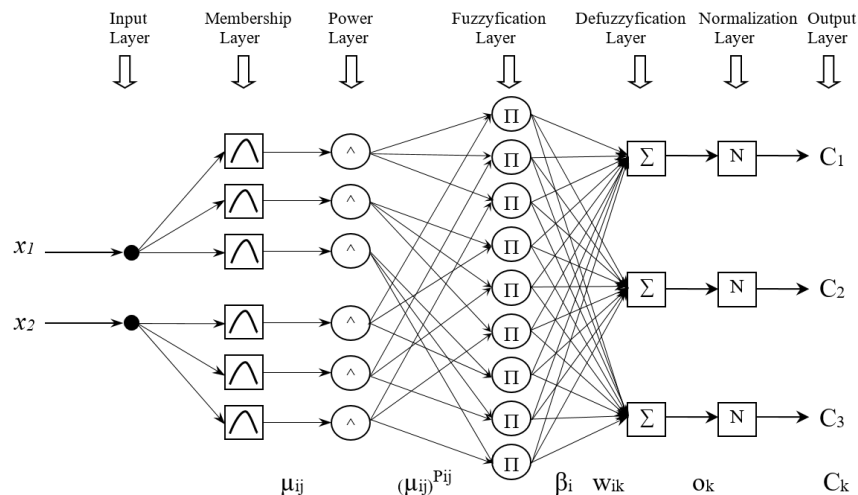 Input Layer
Membership Layer
Power Layer
Fuzzyfication Layer
Defuzzyfication Layer
Normalization Layer
Output Layer
Π
^
Π
Σ
N
C1
^
Π
x1
^
Π
Π
Σ
N
C2
x2
^
Π
^
Π
^
Π
Σ
N
C3
Π
μij
(μij)Pij
βi
wik
ok
Ck